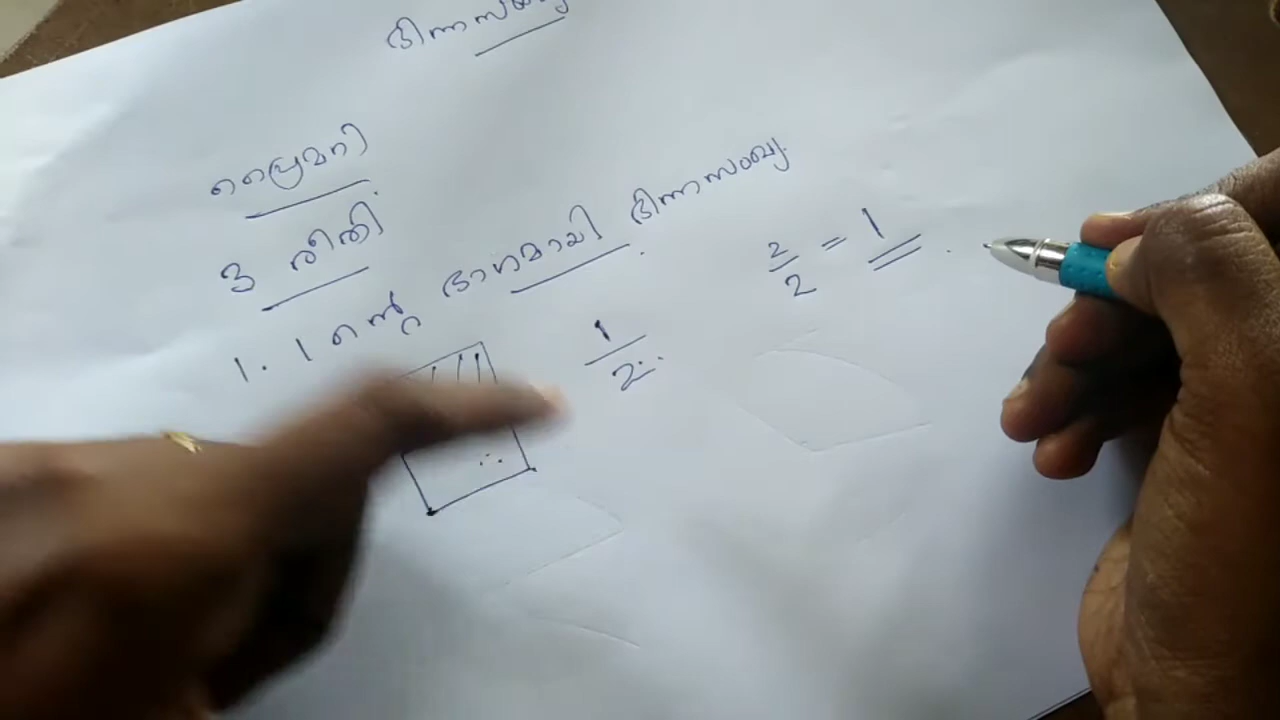 ഭിന്നസംഖ്യ
പ്രൈമറി
3 രീതി
1. 1 ന്റെ ഭാഗമായി ഭിന്നസംഖ്യ.
1/2
2/2 = 1